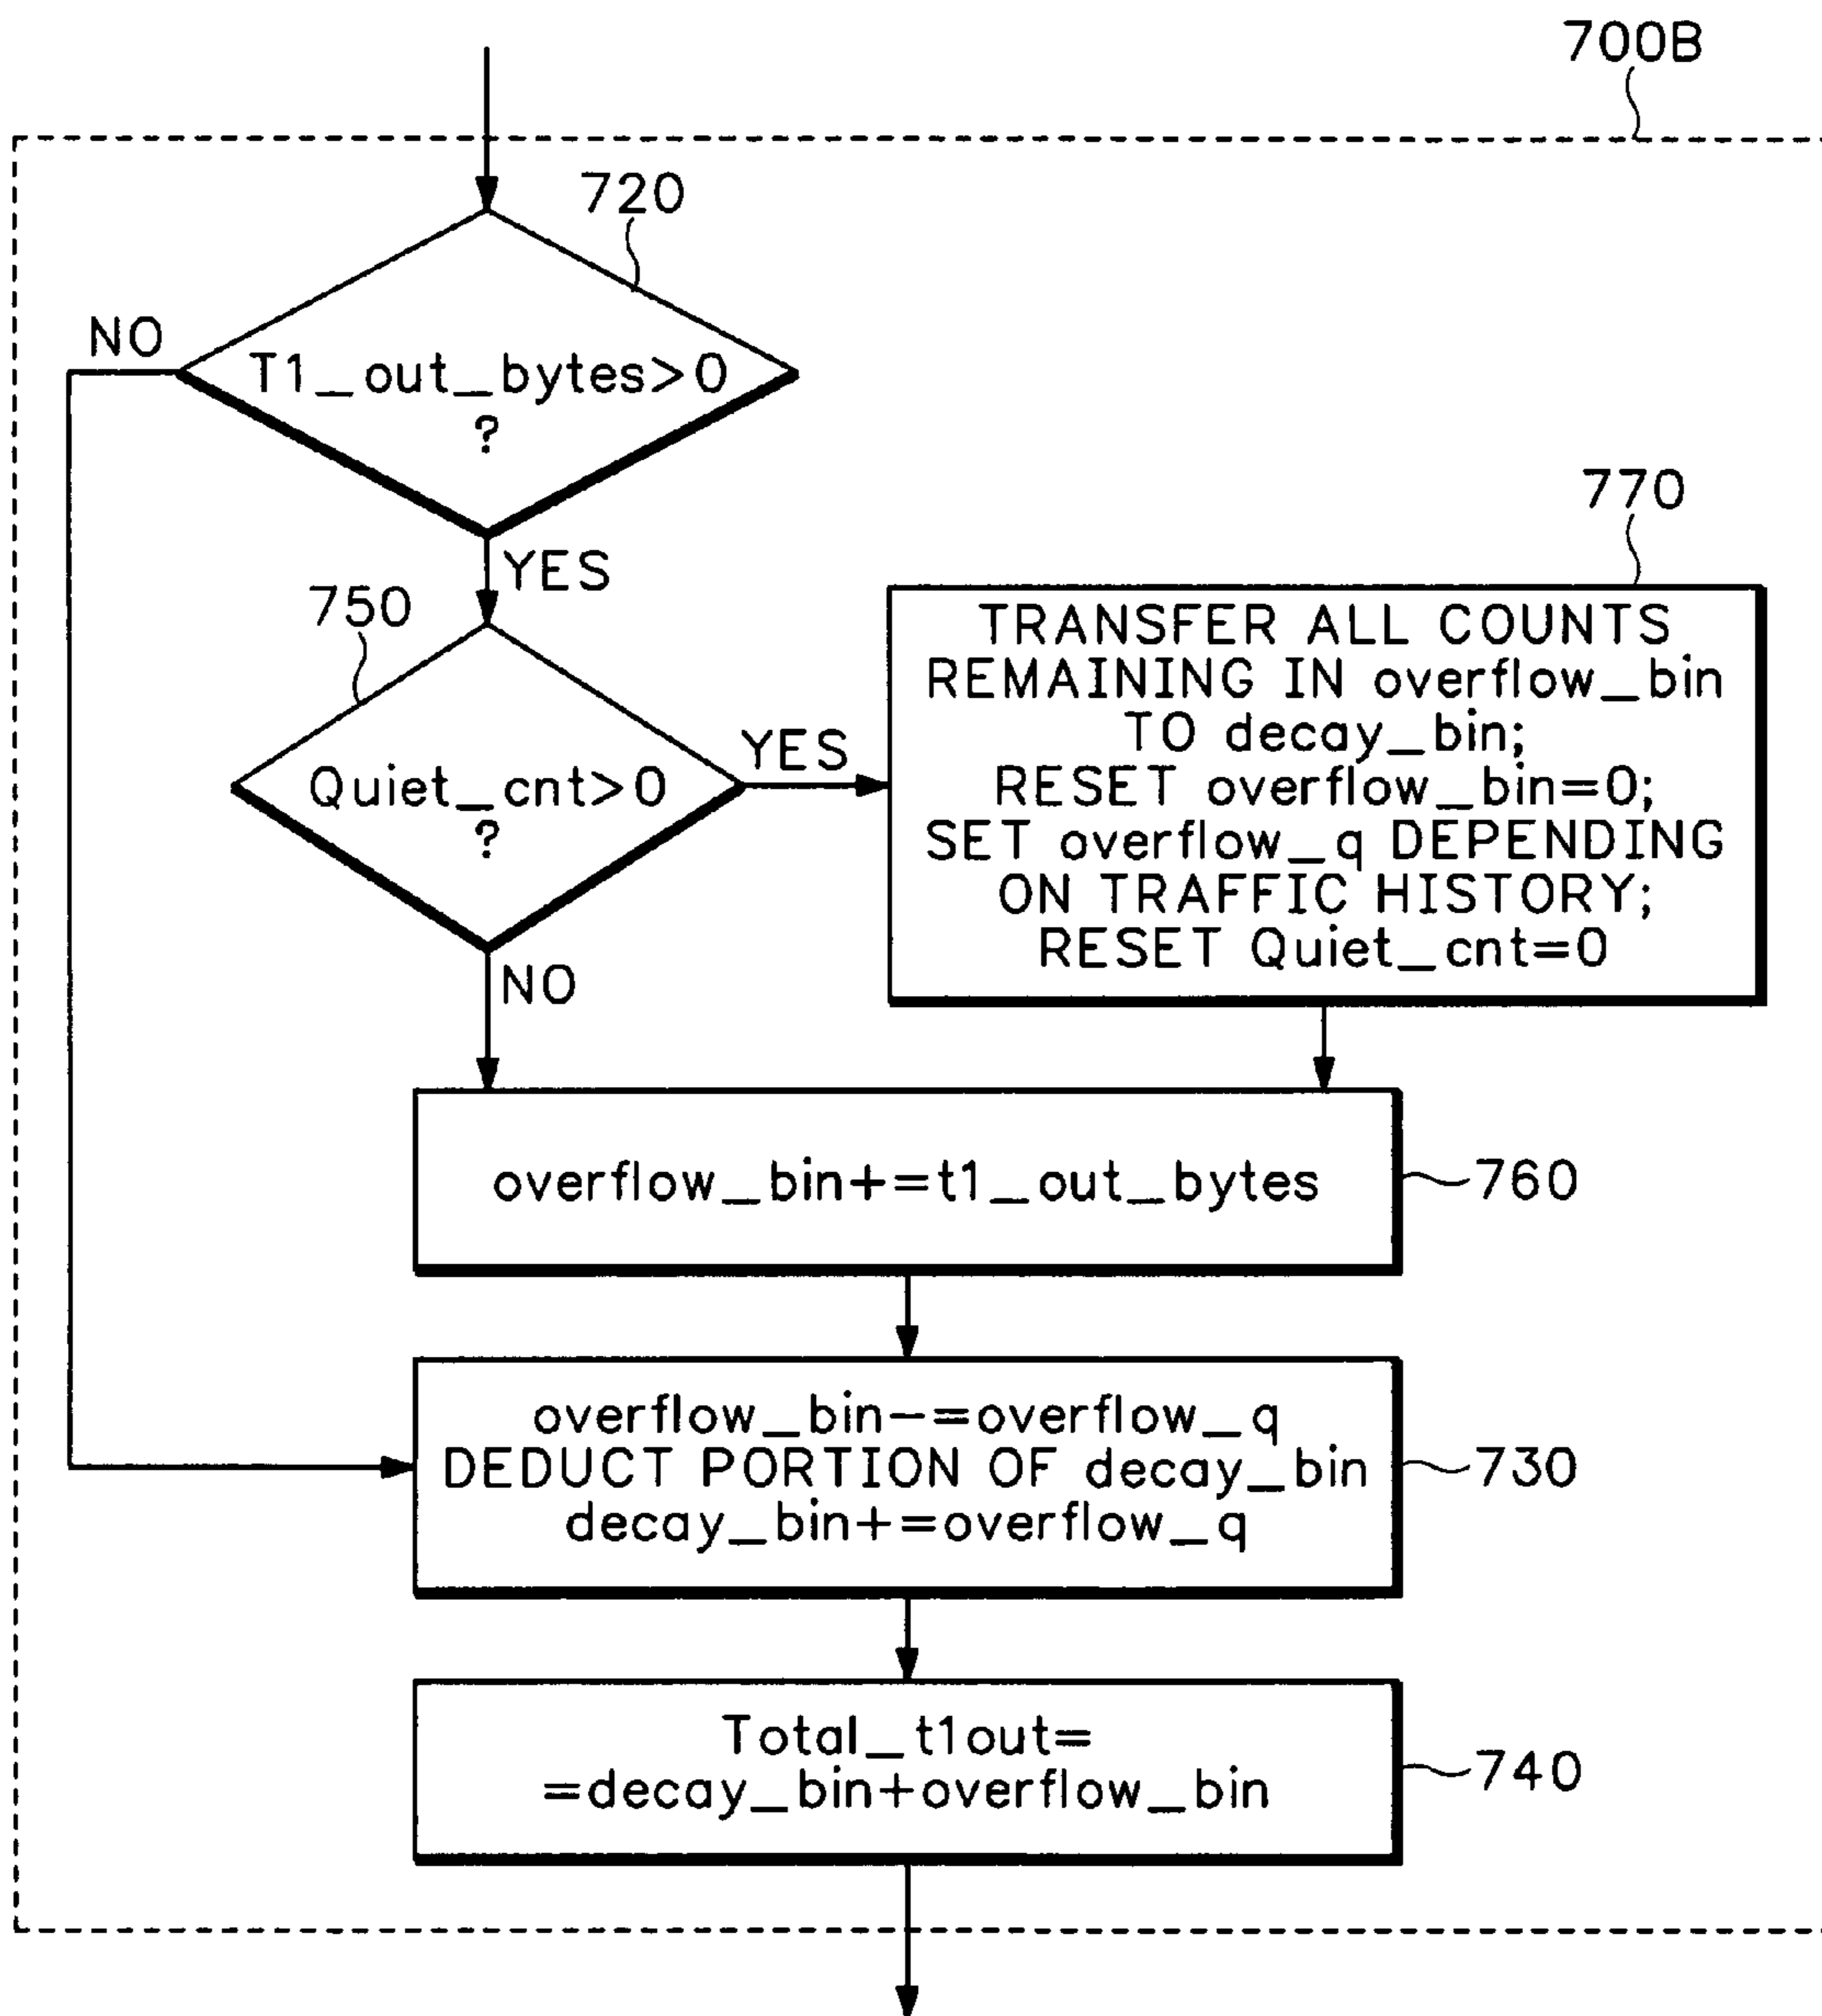 700B
720
NO
T1_out_bytes>0
?
770
YES
750
TRANSFER ALL COUNTS
REMAINING IN overflow_bin
TO decay_bin;
RESET overflow_bin=0;
SET overflow_q DEPENDING
ON TRAFFIC HISTORY;
RESET Quiet_cnt=0
YES
Quiet_cnt>0
?
NO
overflow_bin+=t1_out_bytes
760
overflow_bin-=overflow_q
DEDUCT PORTION OF decay_bin
decay_bin+=overflow_q
730
Total_t1out=
=decay_bin+overflow_bin
740